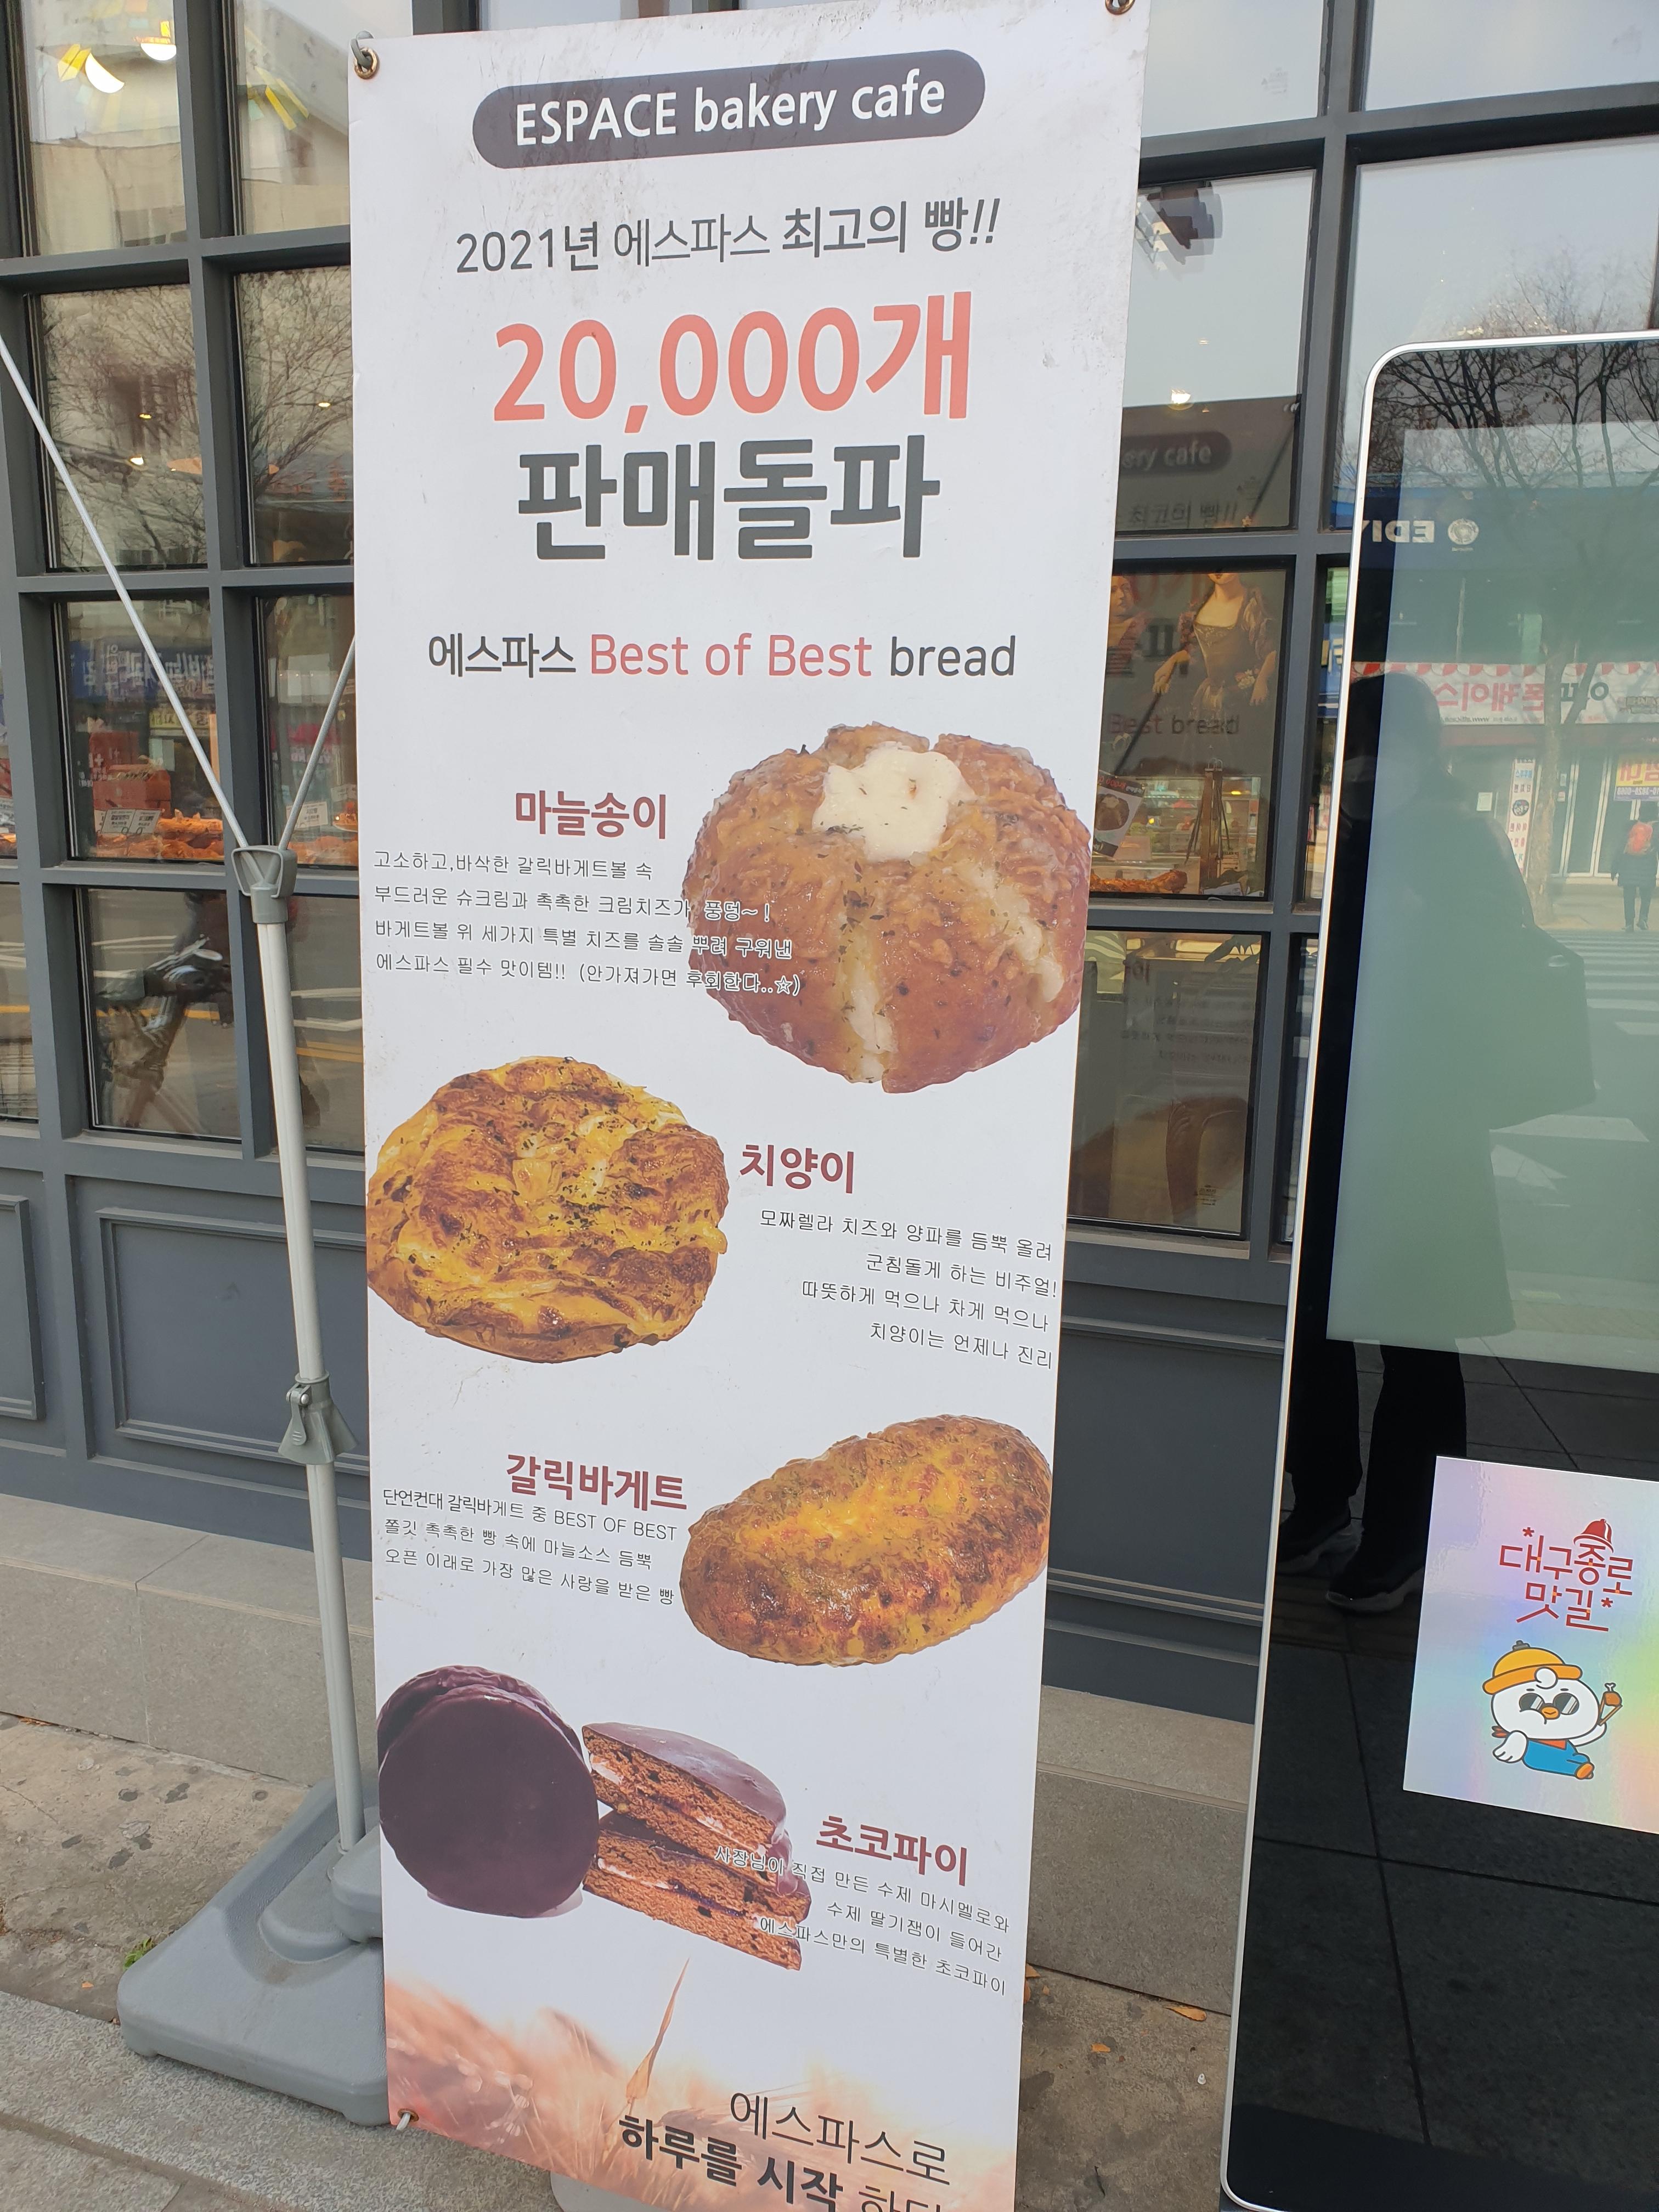 ESPACE bakery cafe
2021년 에스파스 최고의 빵!!
20,000개
판매돌파
에스파스 Best of Best bread
마늘송이
고소하고,바삭한 갈릭바게트볼 속
부드러운 슈크림과 촉촉한 크림치즈가 풍덩~!
바게트볼 위 세가지 특별 치즈를 솔솔 뿌려 구워낸
에스파스 필수 맛이템!! (안가져가면 후회한다..☆)
치양이
모짜렐라 치즈와 양파를 듬뿍 올려
군침돌게 하는 비주얼!
따뜻하게 먹으나 차게 먹으나
치양이는 언제나 진리
갈릭바게트
단언컨대 갈릭바게트 중 BEST OF BEST
쫄깃 촉촉한 빵 속에 마늘소스 듬뿍
오픈 이래로 가장 많은 사랑을 받은 빵
초코파이
사장님이 직접 만든 수제 마시멜로와
수제 딸기잼이 들어간
에스파스만의 특별한 초코파이
에스파스로
하루를 시작
대구종로
맛길